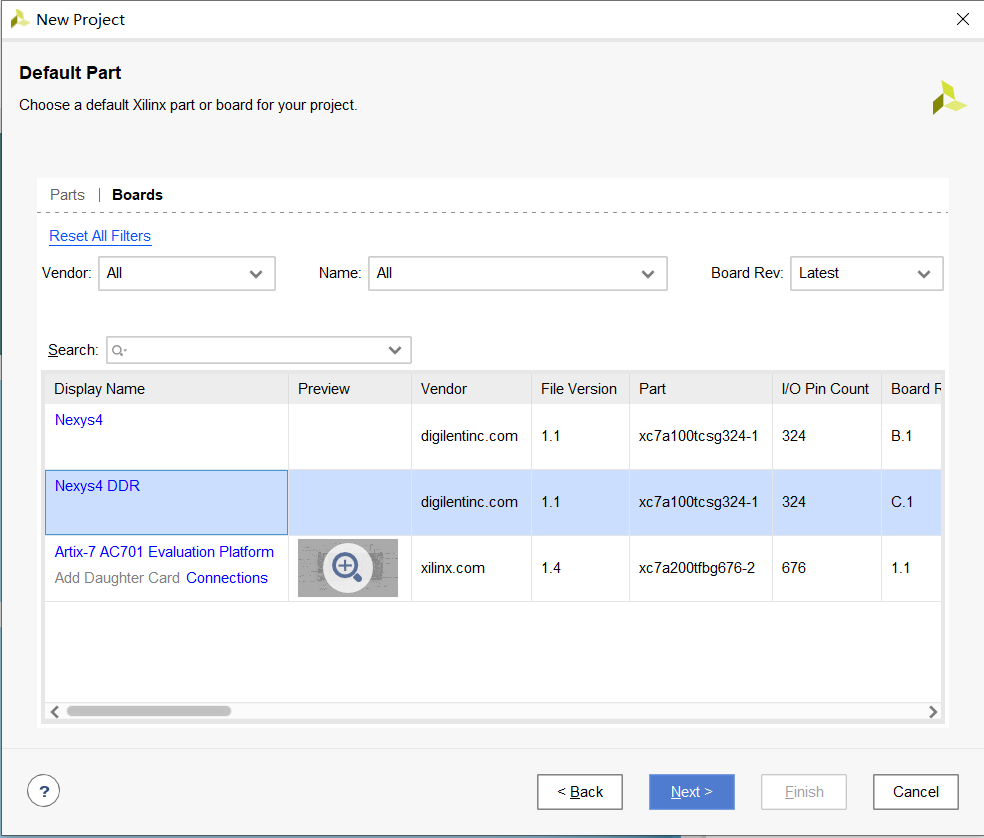 New Project
Default Part
Choose a default Xilinx part or board for your project.
Parts | Boards
Reset All Filters
Vendor: All Name: All Board Rev: Latest
Search:
Display Name Preview Vendor File Version Part I/O Pin Count Board R
Nexys4 digilentinc.com 1.1 xc7a100tcsg324-1 324 B.1
Nexys4 DDR digilentinc.com 1.1 xc7a100tcsg324-1 324 C.1
Artix-7 AC701 Evaluation Platform xilinx.com 1.4 xc7a200tfbg676-2 676 1.1
Add Daughter Card Connections
? < Back Next > Finish Cancel